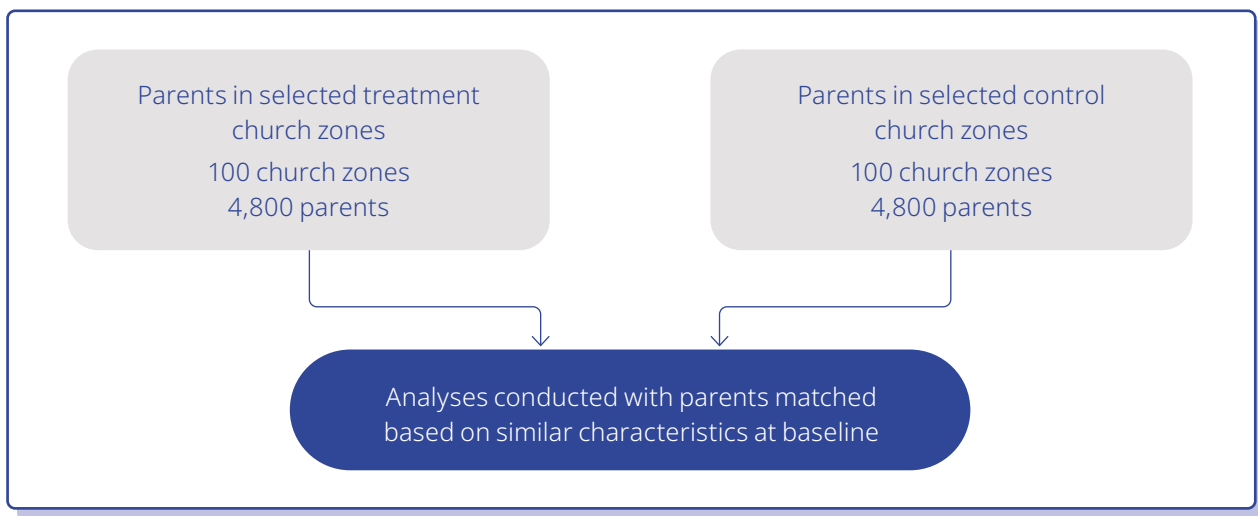 Parents in selected treatment
church zones
100 church zones
4,800 parents
Parents in selected control
church zones
100 church zones
4,800 parents
Analyses conducted with parents matched
based on similar characteristics at baseline